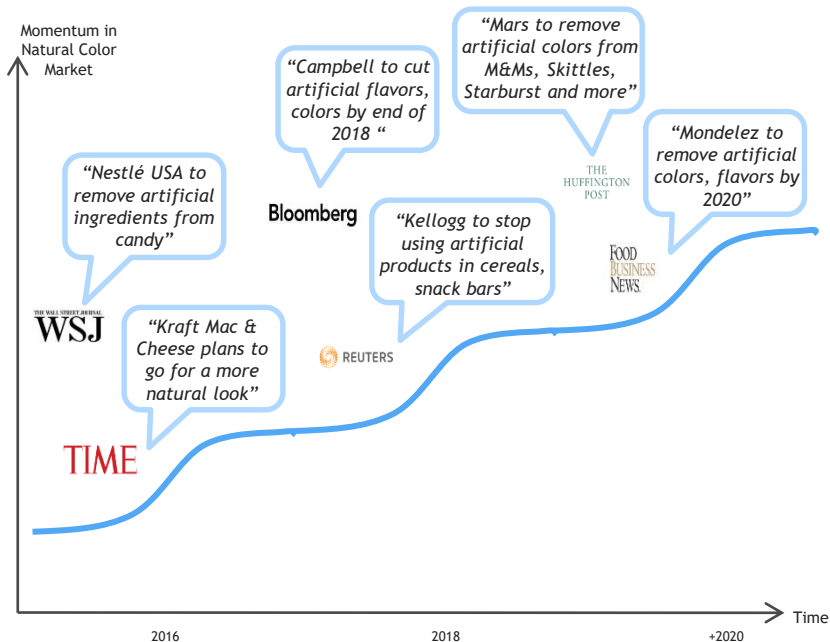 Momentum in
Natural Color
Market
“Nestlé USA to
remove artificial
ingredients from
candy”
THE WALL STREET JOURNAL
WSJ
“Kraft Mac &
Cheese plans to
go for a more
natural look”
TIME
“Campbell to cut
artificial flavors,
colors by end of
2018 “
Bloomberg
“Kellogg to stop
using artificial
products in cereals,
snack bars”
REUTERS
“Mars to remove
artificial colors from
M&Ms, Skittles,
Starburst and more”
THE
HUFFINGTON
POST
“Mondelez to
remove artificial
colors, flavors by
2020”
FOOD
BUSINESS
NEWS.
Time
2016
2018
+2020